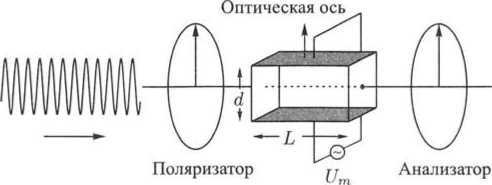 Оптическая ось
d
L
Поляризатор
U_m
Анализатор